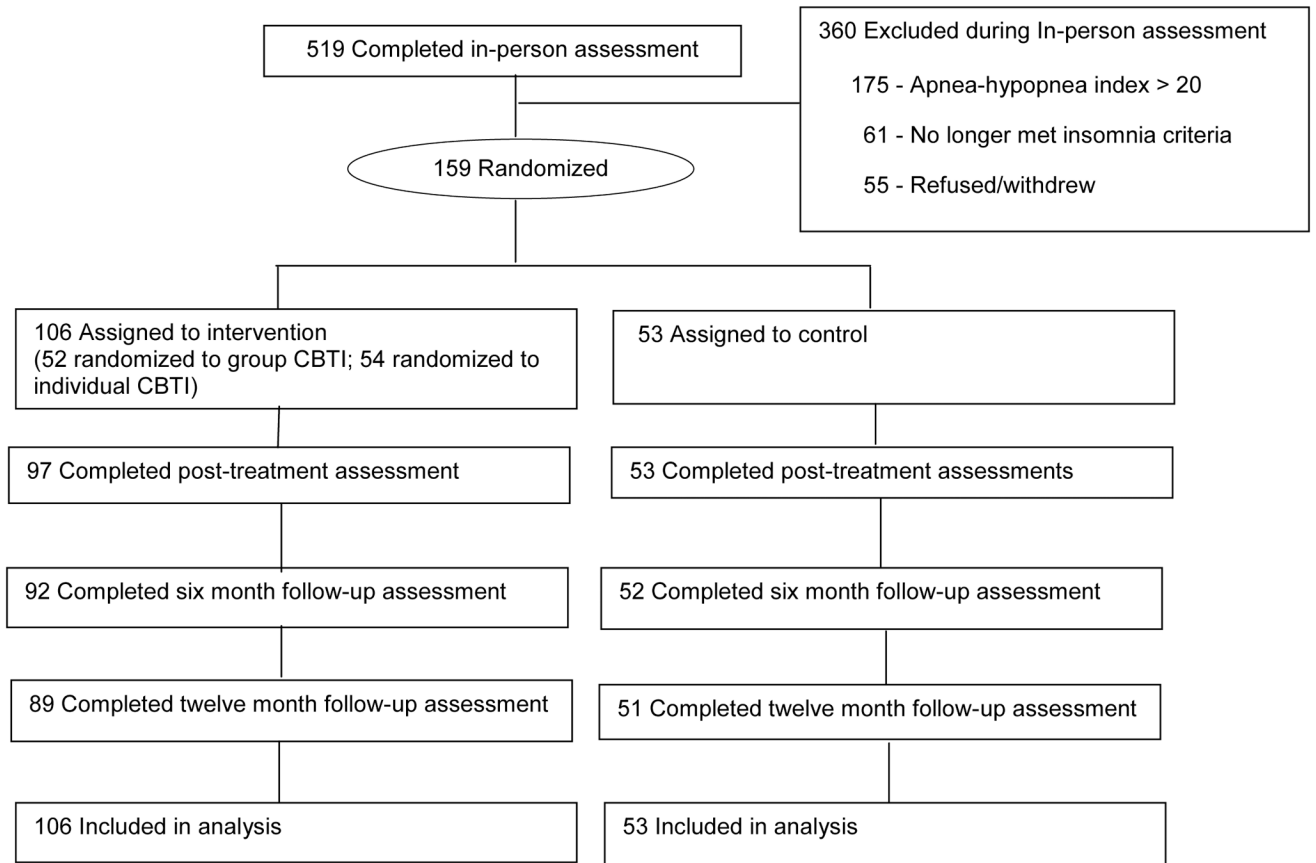 519 Completed in-person assessment
360 Excluded during In-person assessment
175 - Apnea-hypopnea index > 20
61 - No longer met insomnia criteria
55 - Refused/withdrew
159 Randomized
106 Assigned to intervention
(52 randomized to group CBTI; 54 randomized to
individual CBTI)
53 Assigned to control
97 Completed post-treatment assessment
53 Completed post-treatment assessments
92 Completed six month follow-up assessment
52 Completed six month follow-up assessment
89 Completed twelve month follow-up assessment
51 Completed twelve month follow-up assessment
106 Included in analysis
53 Included in analysis